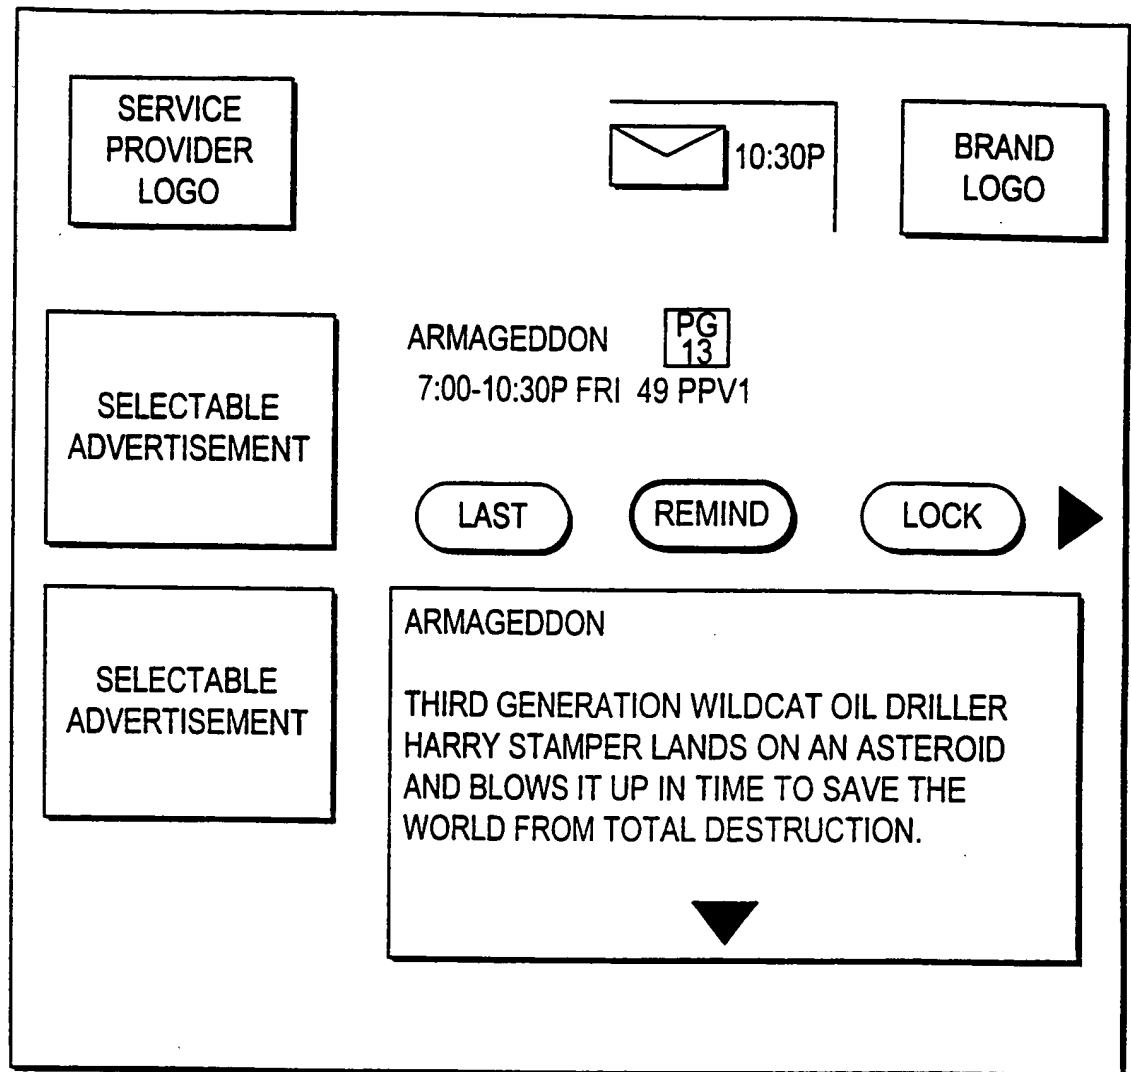 SERVICE
PROVIDER
LOGO
10:30P
BRAND
LOGO
SELECTABLE
ADVERTISEMENT
ARMAGEDDON
PG
13
7:00-10:30P FRI 49 PPV1
LAST
REMIND
LOCK
SELECTABLE
ADVERTISEMENT
ARMAGEDDON
THIRD GENERATION WILDCAT OIL DRILLER
HARRY STAMPER LANDS ON AN ASTEROID
AND BLOWS IT UP IN TIME TO SAVE THE
WORLD FROM TOTAL DESTRUCTION.